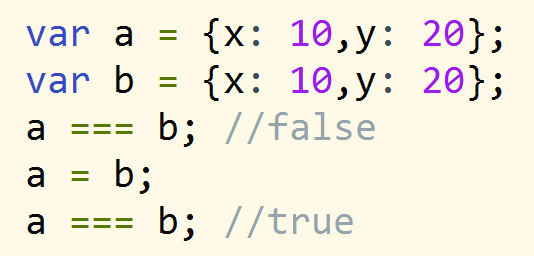 var a = {x: 10,y: 20};
var b = {x: 10,y: 20};
a === b; //false
a = b;
a === b; //true